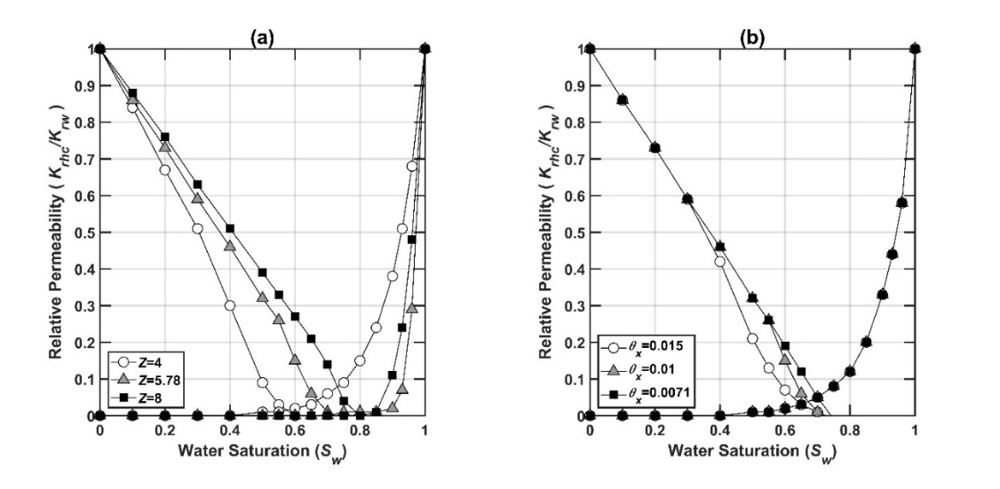 (a)
1
0.9
0.8
0.7
0.6
0.5
0.4
0.3
0.2
0.1
0
Relative Permeability ( K_rhc/K_rw )
Z=4
Z=5.78
Z=8
0 0.2 0.4 0.6 0.8 1
Water Saturation (S_w)
(b)
1
0.9
0.8
0.7
0.6
0.5
0.4
0.3
0.2
0.1
0
Relative Permeability ( K_rhc/K_rw )
θ_x=0.015
θ_x=0.01
θ_x=0.0071
0 0.2 0.4 0.6 0.8 1
Water Saturation (S_w)